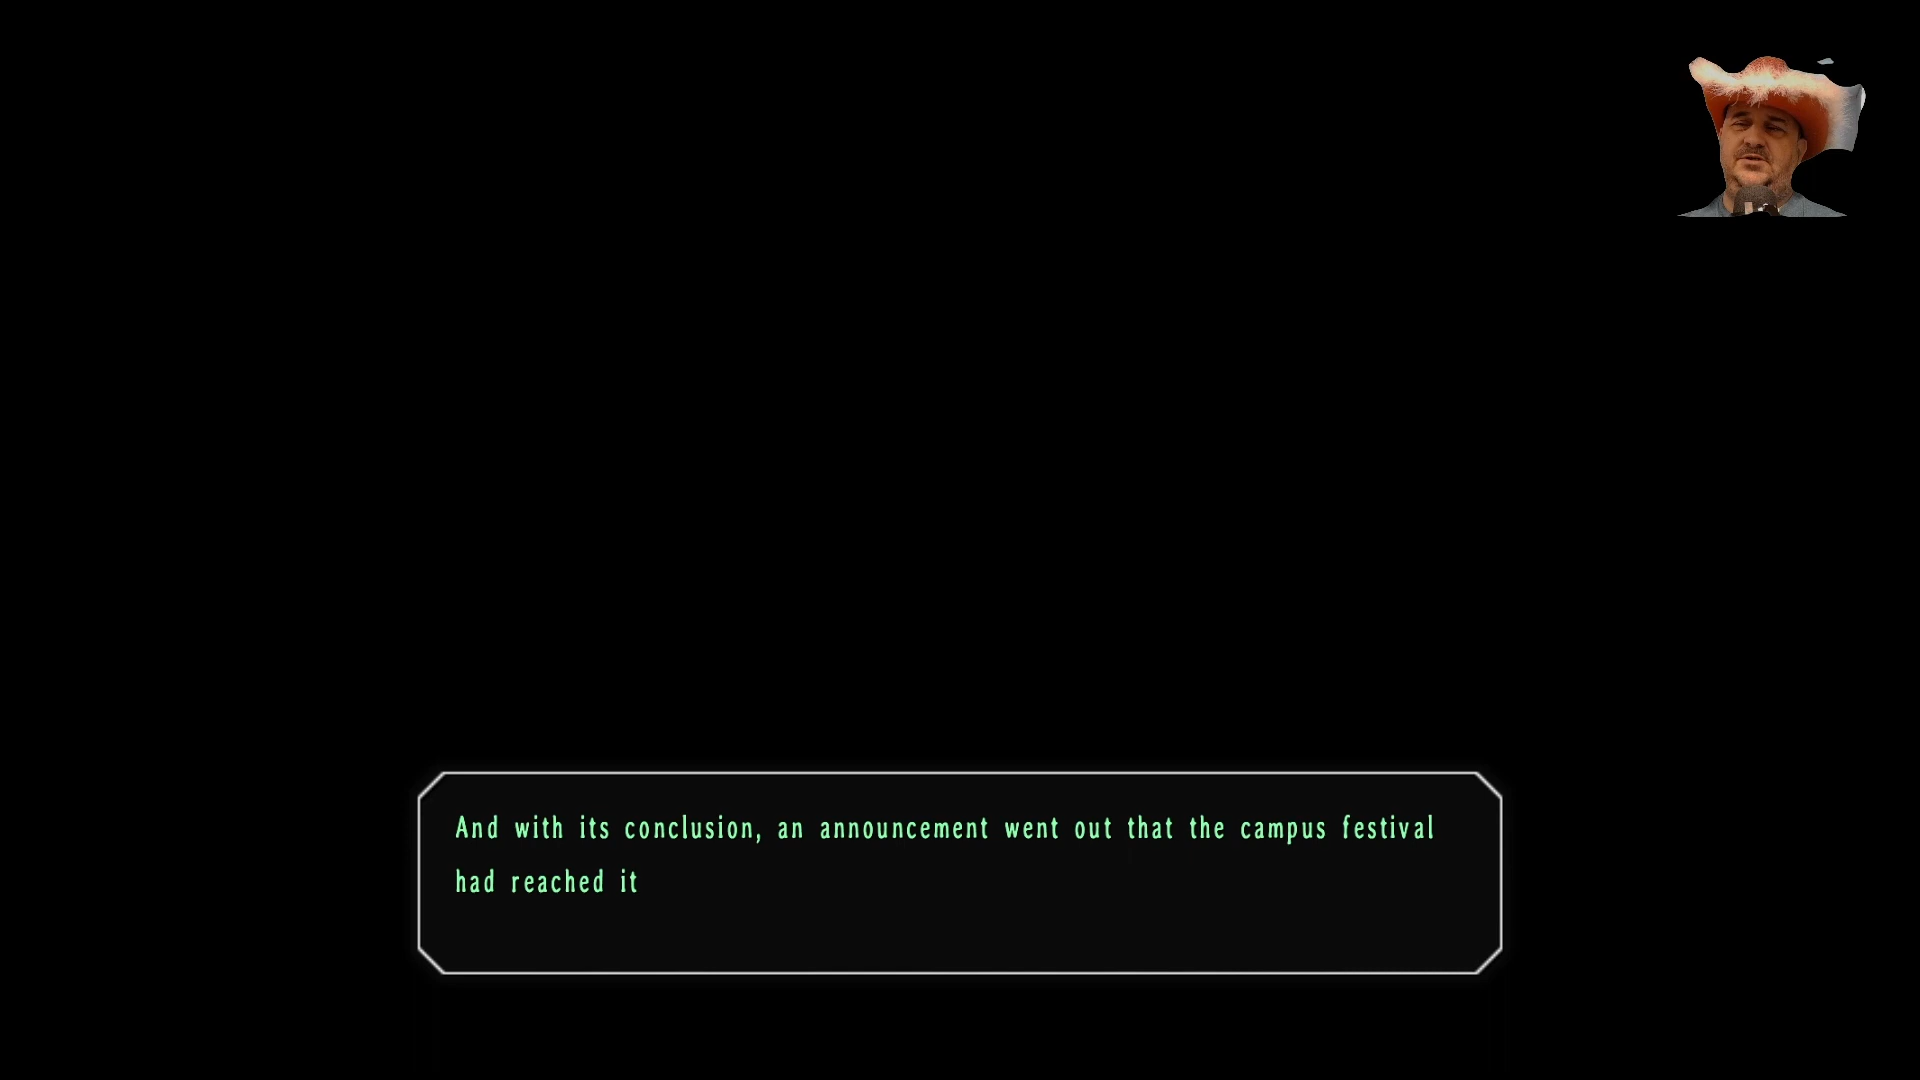 And with its conclusion, an announcement went out that the campus festival
had reached it